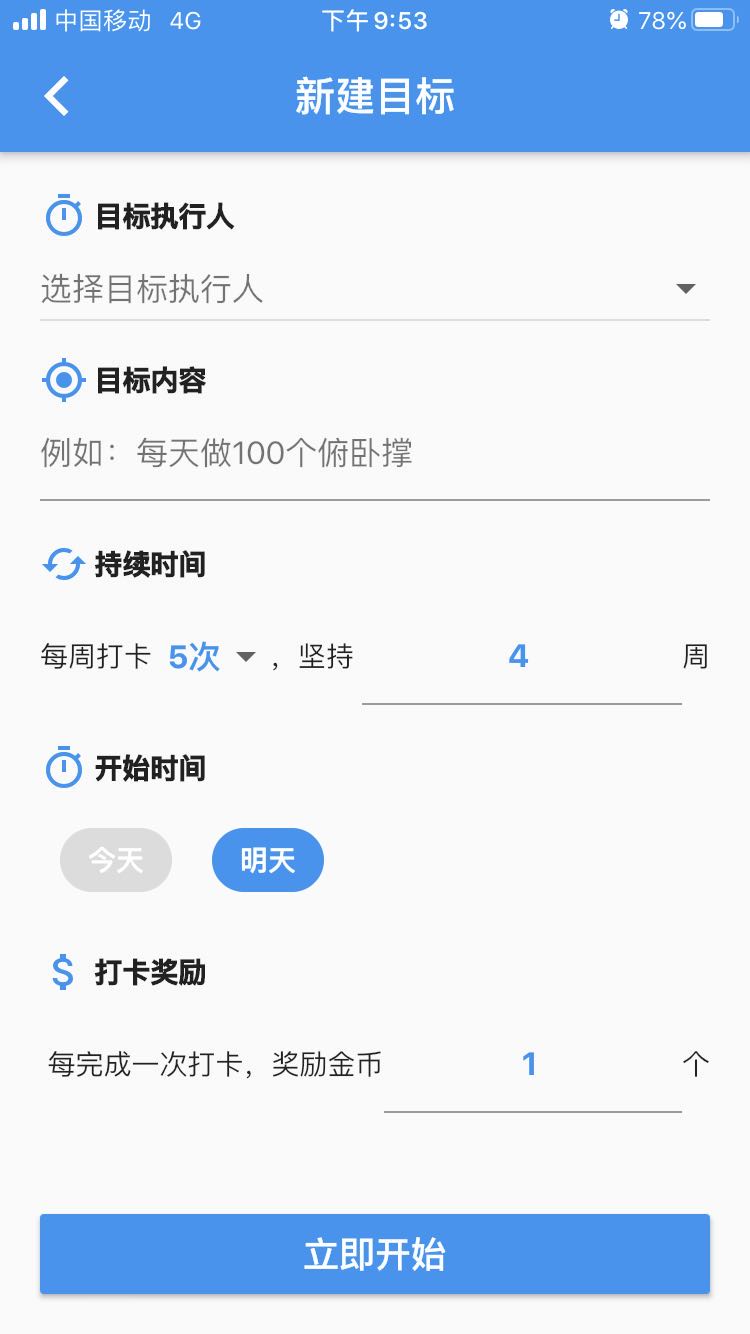 中国移动 4G 下午9:53 78%
新建目标
目标执行人
选择目标执行人
目标内容
例如：每天做100个俯卧撑
持续时间
每周打卡 5次 ，坚持 4 周
开始时间
今天 明天
打卡奖励
每完成一次打卡，奖励金币 1 个
立即开始